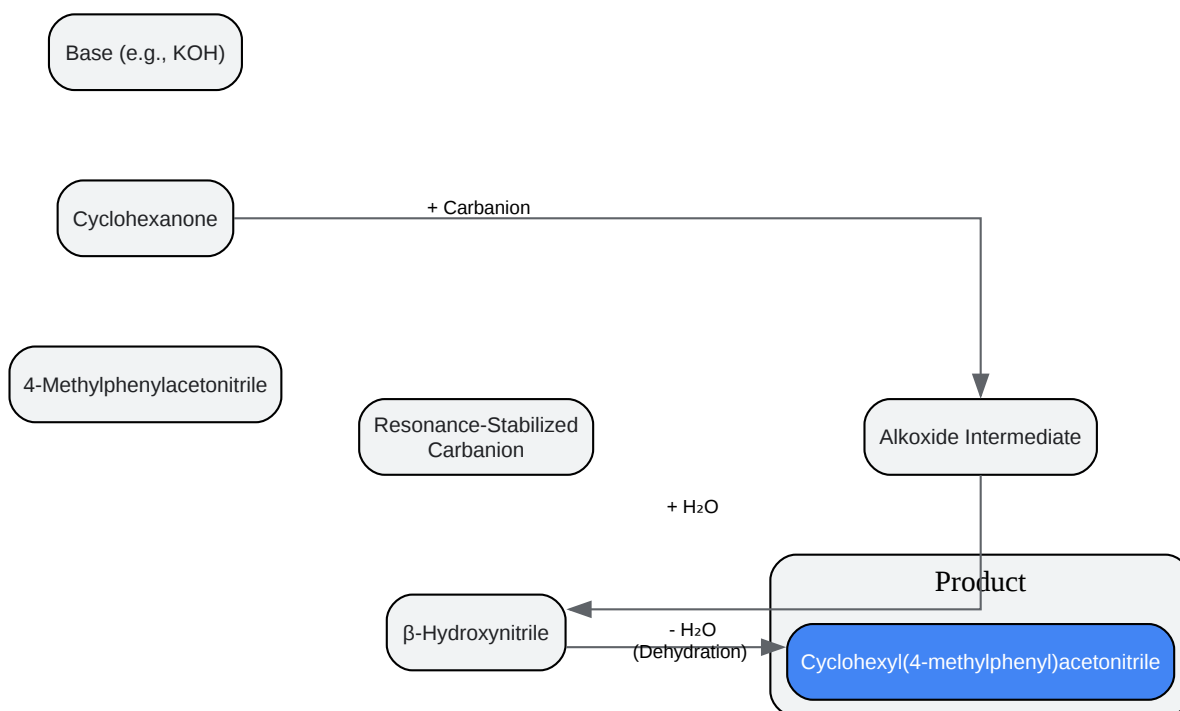 Base (e.g., KOH)
Cyclohexanone
+ Carbanion
4-Methylphenylacetonitrile
Resonance-Stabilized
Carbanion
Alkoxide Intermediate
+ H₂O
Product
β-Hydroxynitrile
- H₂O
(Dehydration)
Cyclohexyl(4-methylphenyl)acetonitrile